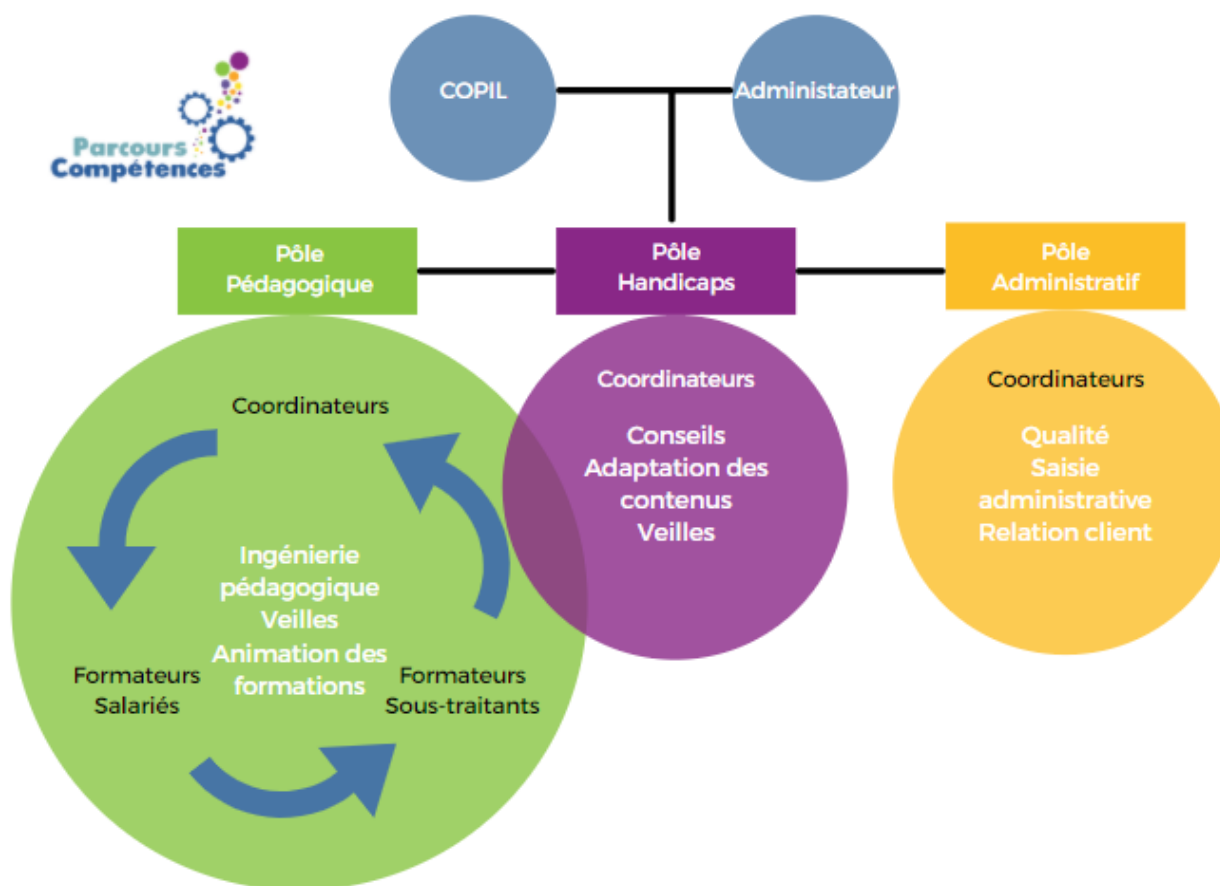 Parcours
Compétences
COPIL
Administateur
Pôle
Pédagogique
Pôle
Handicaps
Pôle
Administratif
Coordinateurs
Ingénierie
pédagogique
Veilles
Animation des
formations
Formateurs
Salariés
Formateurs
Sous-traitants
Coordinateurs
Conseils
Adaptation des
contenus
Veilles
Coordinateurs
Qualité
Saisie
administrative
Relation client